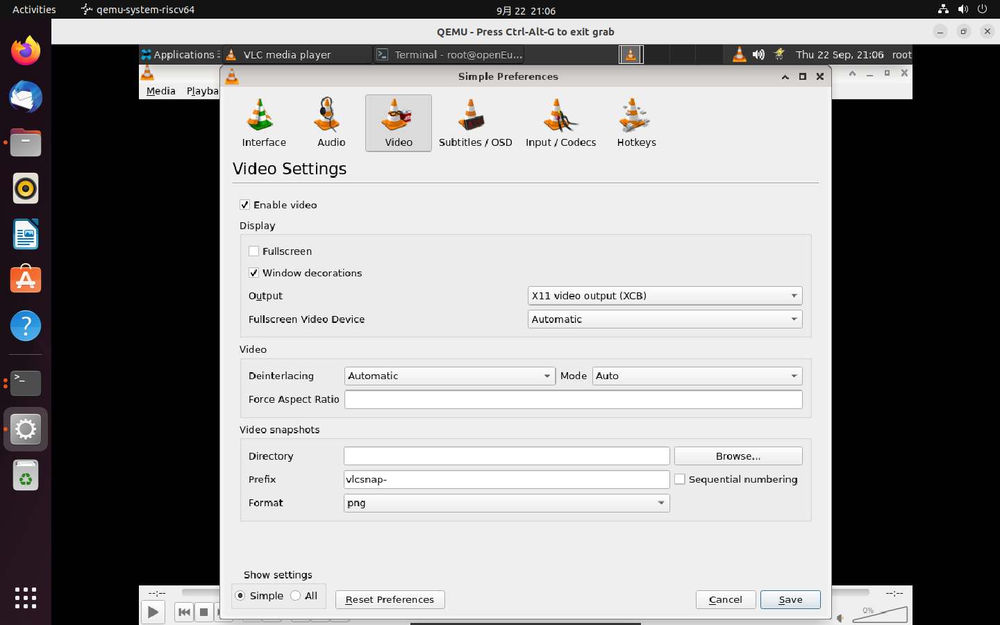 Activities
qemu-system-riscv64
9月 22 21:06
QEMU - Press Ctrl-Alt-G to exit grab
Applications
VLC media player
Terminal - root@openEu...
Thu 22 Sep, 21:06
root
Simple Preferences
Media
Playba
Interface
Audio
Video
Subtitles / OSD
Input / Codecs
Hotkeys
Video Settings
Enable video
Display
Fullscreen
Window decorations
Output
X11 video output (XCB)
Fullscreen Video Device
Automatic
Video
Deinterlacing
Automatic
Mode
Auto
Force Aspect Ratio
Video snapshots
Directory
Browse...
Prefix
vlcsnap-
Sequential numbering
Format
png
Show settings
Simple
All
Reset Preferences
Cancel
Save
--:--
--:--
0%